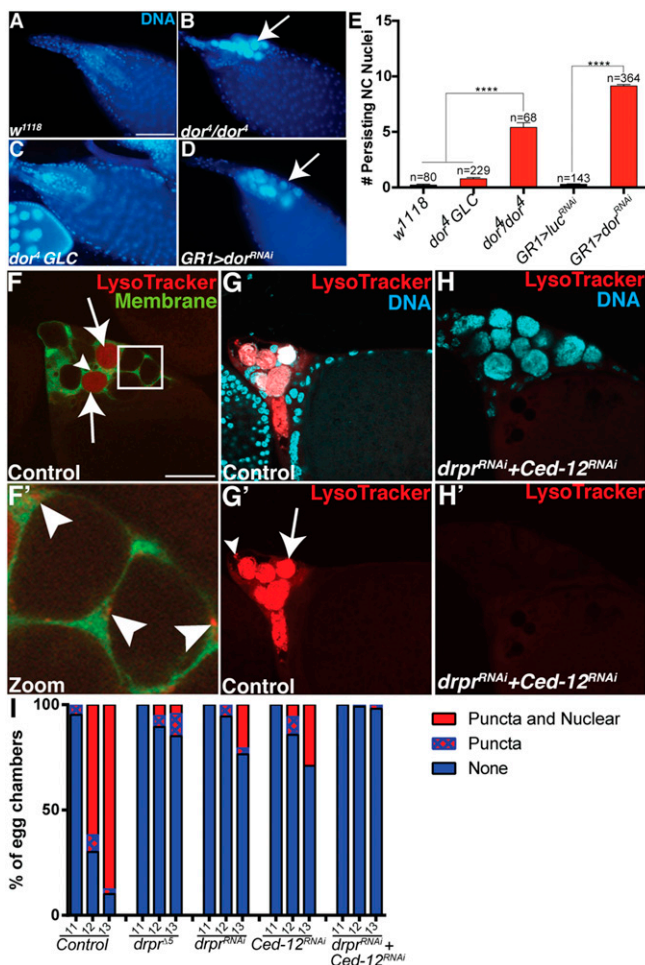 A
DNA
w1118
B
dor4/dor4
C
dor4 GLC
D
GR1>dorRNAi
E
# Persisting NC Nuclei
15
10
5
0
n=80
n=229
****
n=68
n=143
****
n=364
w1118
dor4 GLC
dor4/dor4
GR1>lucRNAi
GR1>dorRNAi
F
LysoTracker
Membrane
Control
G
LysoTracker
DNA
Control
H
LysoTracker
DNA
drprRNAi+Ced-12RNAi
F'
Zoom
G'
LysoTracker
Control
H'
LysoTracker
drprRNAi+Ced-12RNAi
I
% of egg chambers
100
50
0
11 12 13
Control
11 12 13
drprΔ5
11 12 13
drprRNAi
11 12 13
Ced-12RNAi
11 12 13
drprRNAi+
Ced-12RNAi
Puncta and Nuclear
Puncta
None